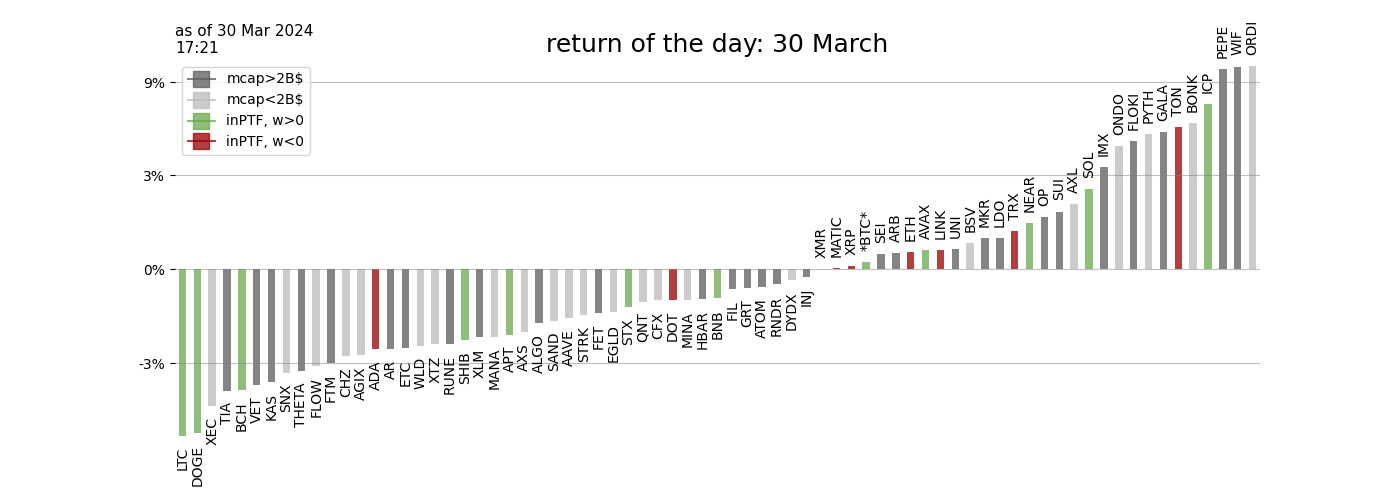 as of 30 Mar 2024
17:21
return of the day: 30 March
mcap>2B$
mcap<2B$
inPTF, w>0
inPTF, w<0
9%
3%
0%
-3%
LTC
DOGE
XEC
TIA
BCH
VET
KAS
SNX
THETA
FLOW
FTM
CHZ
AGIX
ADA
AR
ETC
WLD
XTZ
RUNE
SHIB
XLM
MANA
APT
AXS
ALGO
SAND
AAVE
STRK
FET
EGLD
STX
QNT
CFX
DOT
MINA
HBAR
BNB
FIL
GRT
ATOM
RNDR
DYDX
INJ
XMR
MATIC
XRP
*BTC*
SEI
ARB
ETH
AVAX
LINK
UNI
BSV
MKR
LDO
TRX
NEAR
OP
SUI
AXL
SOL
IMX
ONDO
FLOKI
PYTH
GALA
TON
BONK
ICP
PEPE
WIF
ORDI